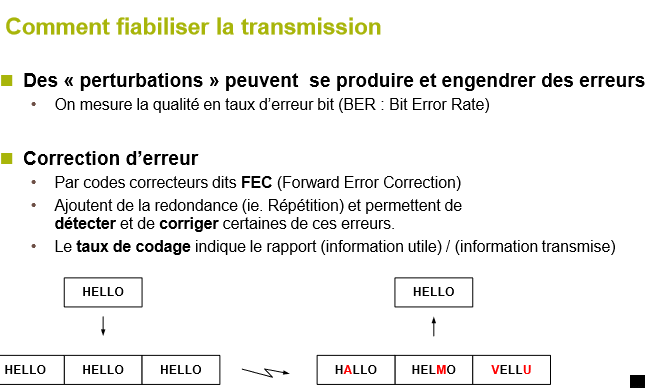 Comment fiabiliser la transmission
Des « perturbations » peuvent se produire et engendrer des erreurs
On mesure la qualité en taux d'erreur bit (BER : Bit Error Rate)
Correction d'erreur
Par codes correcteurs dits FEC (Forward Error Correction)
Ajoutent de la redondance (ie. Répétition) et permettent de
détecter et de corriger certaines de ces erreurs.
Le taux de codage indique le rapport (information utile) / (information transmise)
HELLO HELLO
HELLO HELLO HELLO HALLO HELMO VELLU